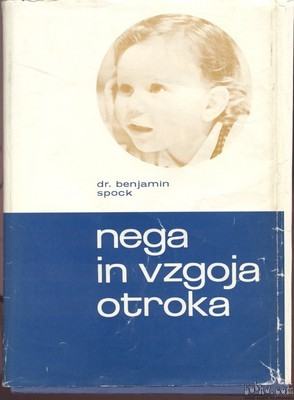 dr. benjamin
spock
nega
in vzgoja
otroka